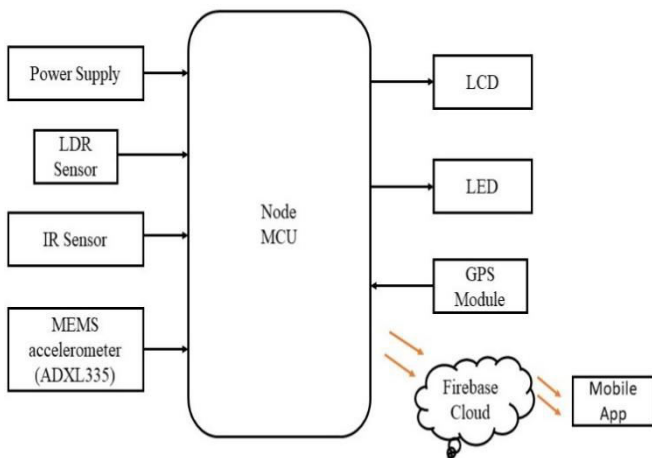 Power Supply
LDR
Sensor
IR Sensor
MEMS
accelerometer
(ADXL335)
Node
MCU
LCD
LED
GPS
Module
Firebase
Cloud
Mobile
App